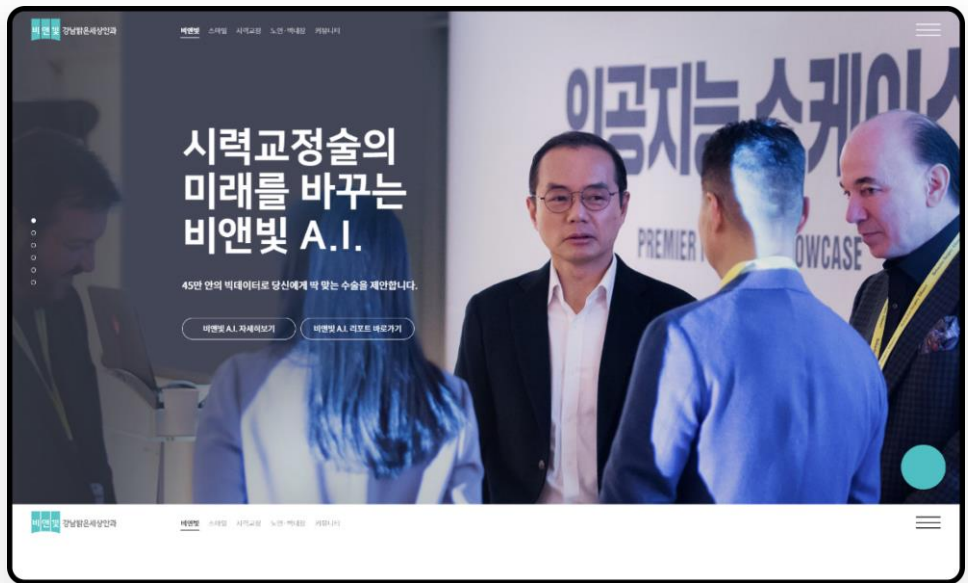 비앤빛 강남밝은세상안과
비앤빛 스마일 시력교정 노안·백내장 커뮤니티
인공지능 스케이스
PREMIER
OWCASE
시력교정술의
미래를 바꾸는
비앤빛 A.I.
45만 안의 빅데이터로 당신에게 딱 맞는 수술을 제안합니다.
비앤빛 A.I. 자세히보기
비앤빛 A.I. 리포트 바로가기
비앤빛 강남밝은세상안과
비앤빛 스마일 시력교정 노안·백내장 커뮤니티